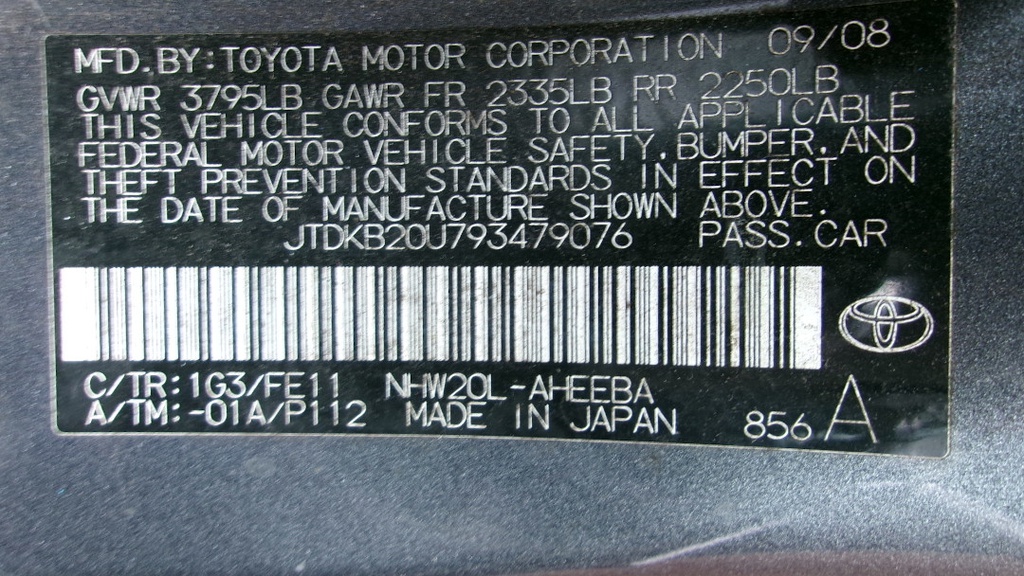 MFD.BY:TOYOTA MOTOR CORPORATION 09/08
GVWR 3795LB GAWR FR 2335LB RR 2250LB
THIS VEHICLE CONFORMS TO ALL APPLICABLE
FEDERAL MOTOR VEHICLE SAFETY,BUMPER,AND
THEFT PREVENTION STANDARDS IN EFFECT ON
THE DATE OF MANUFACTURE SHOWN ABOVE.
JTDKB20U793479076 PASS.CAR
C/TR:1G3/FE11 NHW20L-AHEEBA
A/TM:-01A/P112 MADE IN JAPAN 856 A